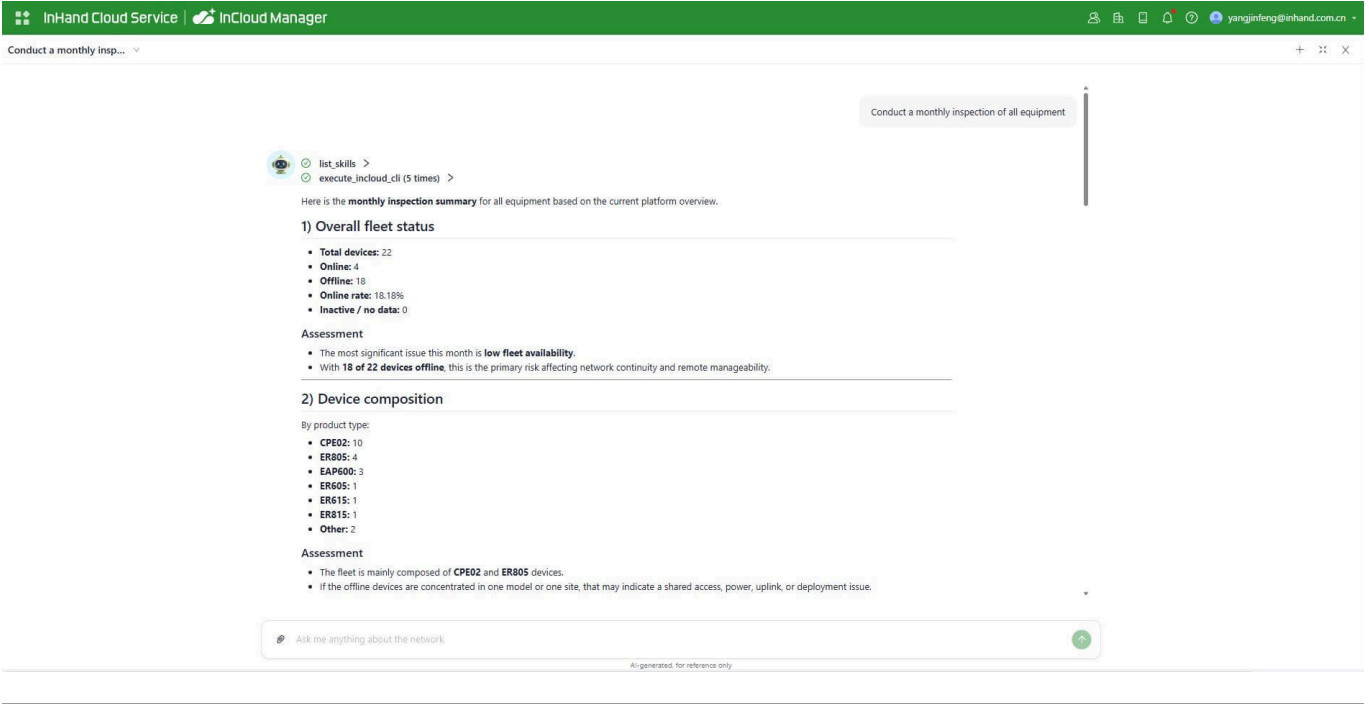 InHand Cloud Service | InCloud Manager
yangjinfeng@inhand.com.cn
Conduct a monthly insp...
Conduct a monthly inspection of all equipment
list_skills >
execute_incloud_cli (5 times) >
Here is the monthly inspection summary for all equipment based on the current platform overview.
1) Overall fleet status
• Total devices: 22
• Online: 4
• Offline: 18
• Online rate: 18.18%
• Inactive / no data: 0
Assessment
• The most significant issue this month is low fleet availability.
• With 18 of 22 devices offline, this is the primary risk affecting network continuity and remote manageability.
2) Device composition
By product type:
• CPE02: 10
• ER805: 4
• EAP600: 3
• ER605: 1
• ER615: 1
• ER815: 1
• Other: 2
Assessment
• The fleet is mainly composed of CPE02 and ER805 devices.
• If the offline devices are concentrated in one model or one site, that may indicate a shared access, power, uplink, or deployment issue.
Ask me anything about the network
AI-generated, for reference only